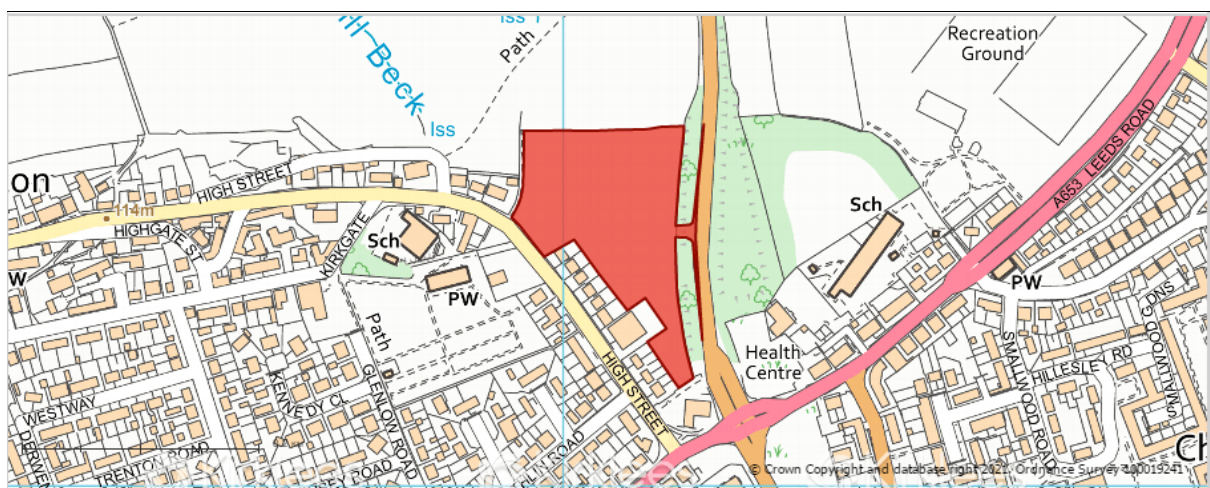 Iss
Path
Recreation
Ground
Beck
Iss
on
HIGH STREET
114m
HIGHGATE ST
KIRKGATE
Sch
PW
w
Path
Sch
A653 LEEDS ROAD
PW
Health
Centre
HIGH STREET
WESTWAY
KENNEDY CL
GLENLOW ROAD
TRENTON ROAD
SMALLWOOD ROAD
HILLESLEY RD
SMALLWOOD GDNS
Ch
© Crown Copyright and database right 2021. Ordnance Survey 100019241